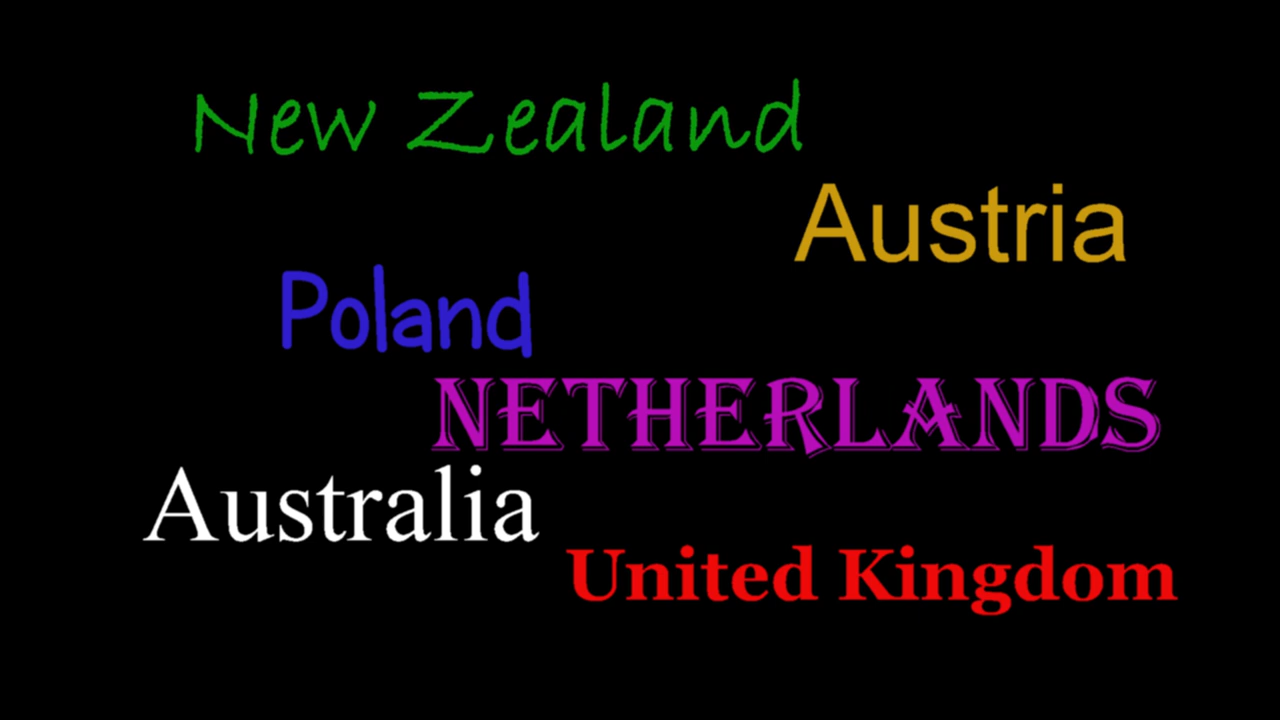 New Zealand
Austria
Poland
NETHERLANDS
Australia
United Kingdom